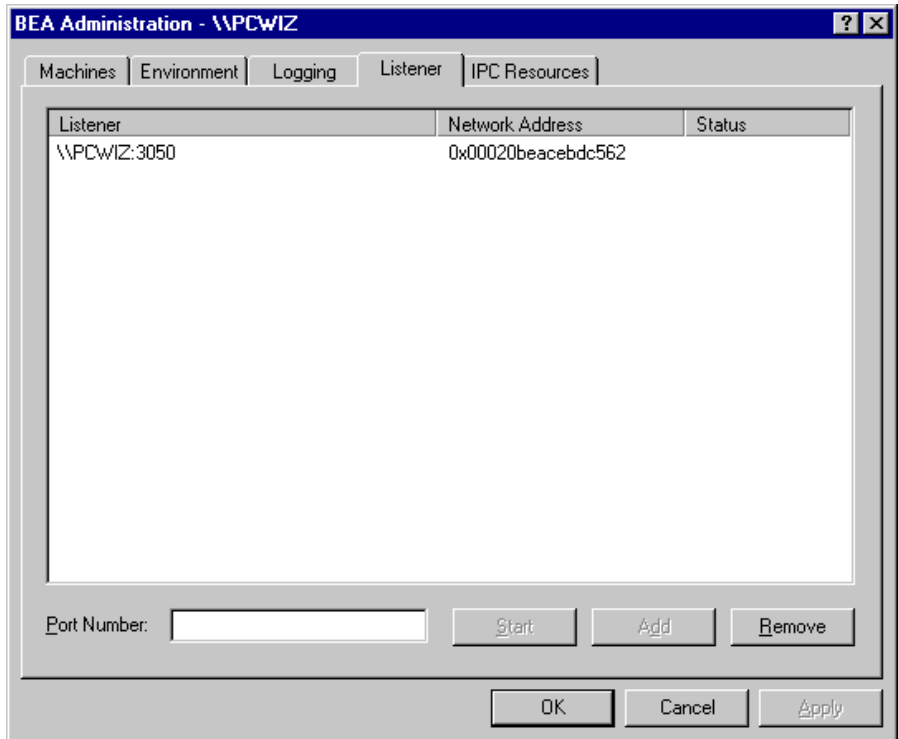 BEA Administration - \\PCWIZ
Machines Environment Logging Listener IPC Resources
Listener Network Address Status
\\PCWIZ:3050 0x00020beacebdc562
Port Number: Start Add Remove
OK Cancel Apply